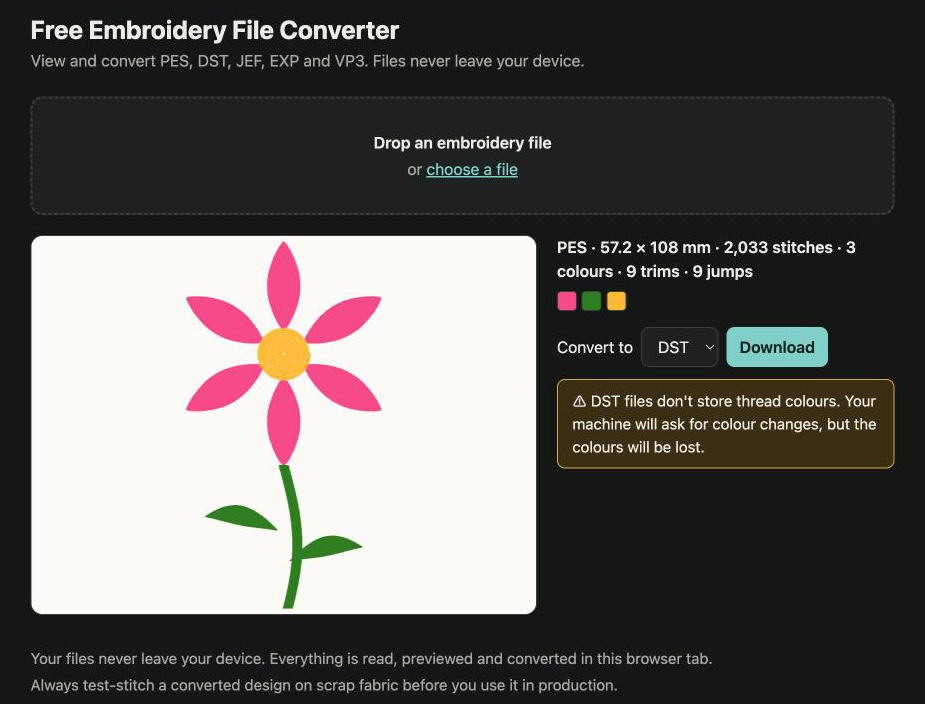 Free Embroidery File Converter
View and convert PES, DST, JEF, EXP and VP3. Files never leave your device.
Drop an embroidery file
or choose a file
PES · 57.2 × 108 mm · 2,033 stitches · 3
colours · 9 trims · 9 jumps
Convert to DST Download
⚠ DST files don't store thread colours. Your
machine will ask for colour changes, but the
colours will be lost.
Your files never leave your device. Everything is read, previewed and converted in this browser tab.
Always test-stitch a converted design on scrap fabric before you use it in production.